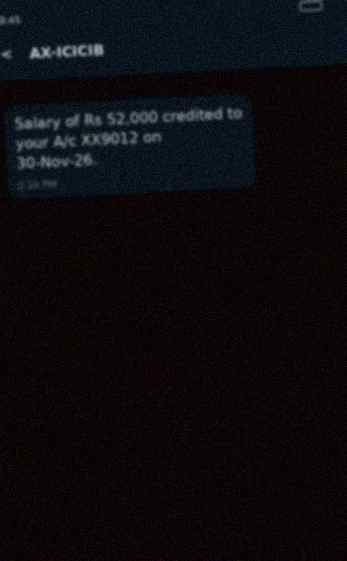 < AX-ICICIB
Salary of Rs 52,000 credited to
your A/c XX9012 on
30-Nov-26.